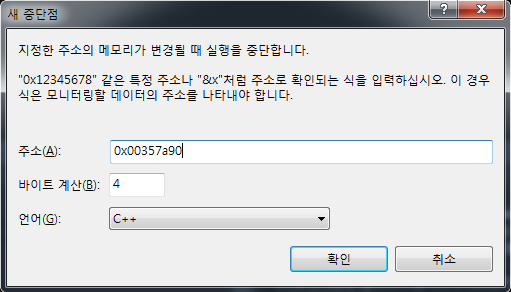 새 중단점
지정한 주소의 메모리가 변경될 때 실행을 중단합니다.
"0x12345678" 같은 특정 주소나 "&x"처럼 주소로 확인되는 식을 입력하십시오. 이 경우
식은 모니터링할 데이터의 주소를 나타내야 합니다.
주소(A): 0x00357a90
바이트 계산(B): 4
언어(G): C++
확인 취소